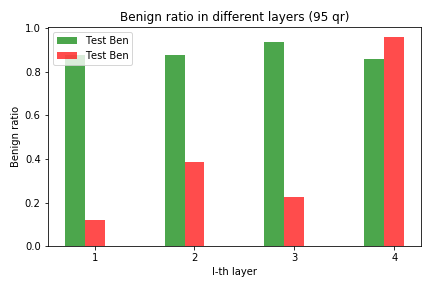 Benign ratio in different layers (95 qr)
Test Ben
Test Ben
Benign ratio
1.0
0.8
0.6
0.4
0.2
0.0
1 2 3 4
l-th layer